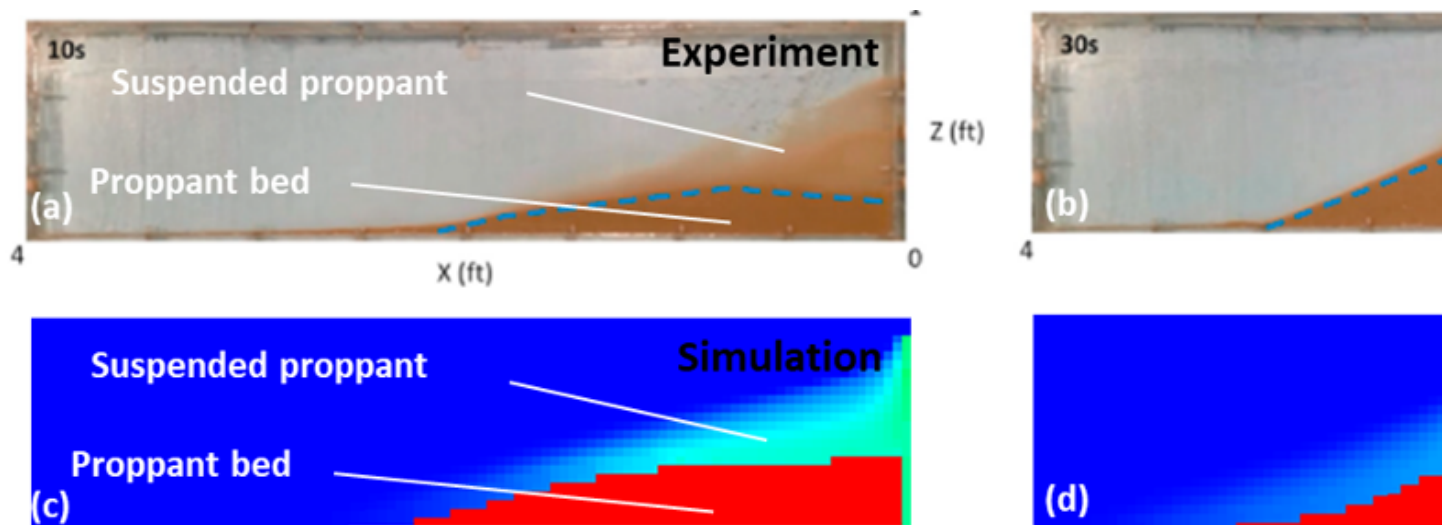 10s
Experiment
30s
Suspended proppant
Z (ft)
Proppant bed
(a)
(b)
4
X (ft)
0
4
Simulation
Suspended proppant
Proppant bed
(c)
(d)